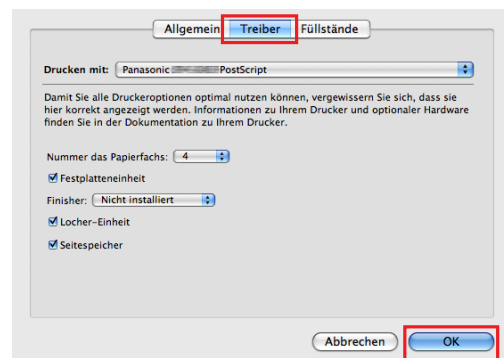 Allgemein Treiber Füllstände
Drucken mit: Panasonic PostScript
Damit Sie alle Druckeroptionen optimal nutzen können, vergewissern Sie sich, dass sie
hier korrekt angezeigt werden. Informationen zu Ihrem Drucker und optionaler Hardware
finden Sie in der Dokumentation zu Ihrem Drucker.
Nummer das Papierfachs: 4
Festplatteneinheit
Finisher: Nicht installiert
Locher-Einheit
Seitespeicher
Abbrechen OK